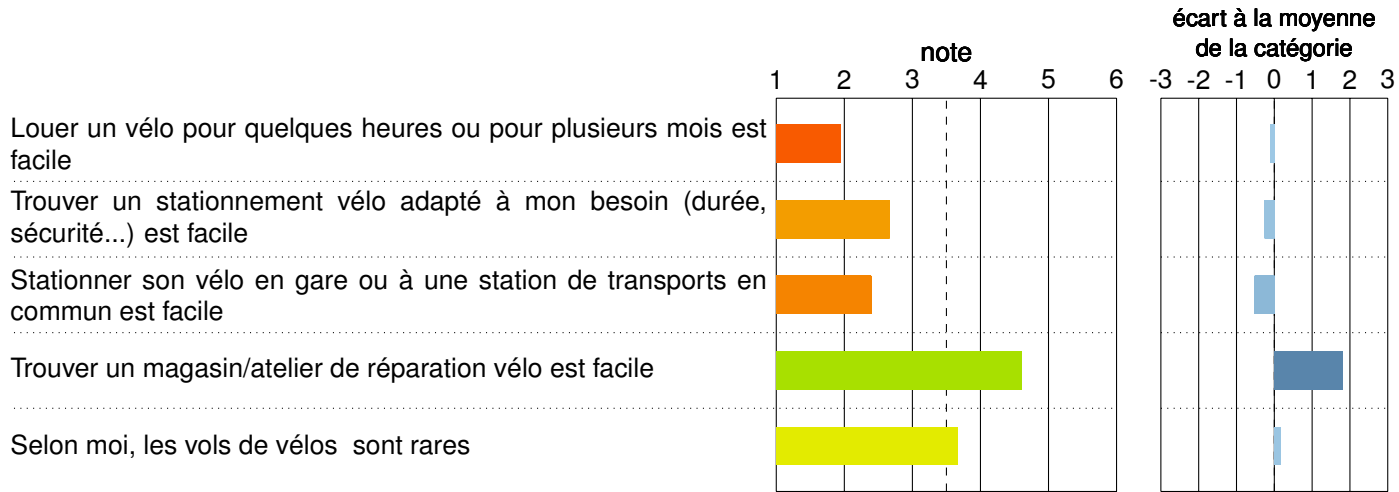 écart à la moyenne
de la catégorie
note
1 2 3 4 5 6
-3 -2 -1 0 1 2 3
Louer un vélo pour quelques heures ou pour plusieurs mois est
facile
Trouver un stationnement vélo adapté à mon besoin (durée,
sécurité...) est facile
Stationner son vélo en gare ou à une station de transports en
commun est facile
Trouver un magasin/atelier de réparation vélo est facile
Selon moi, les vols de vélos sont rares